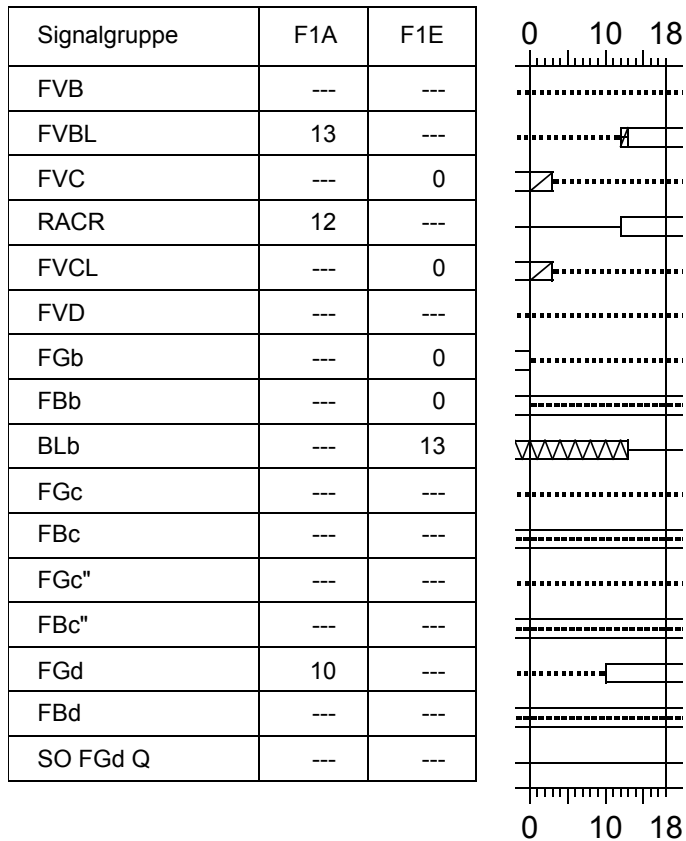 Signalgruppe F1A F1E 0 10 18
FVB --- ---
FVBL 13 ---
FVC --- 0
RACR 12 ---
FVCL --- 0
FVD --- ---
FGb --- 0
FBb --- 0
BLb --- 13
FGc --- ---
FBc --- ---
FGc" --- ---
FBc" --- ---
FGd 10 ---
FBd --- ---
SO FGd Q --- ---
0 10 18